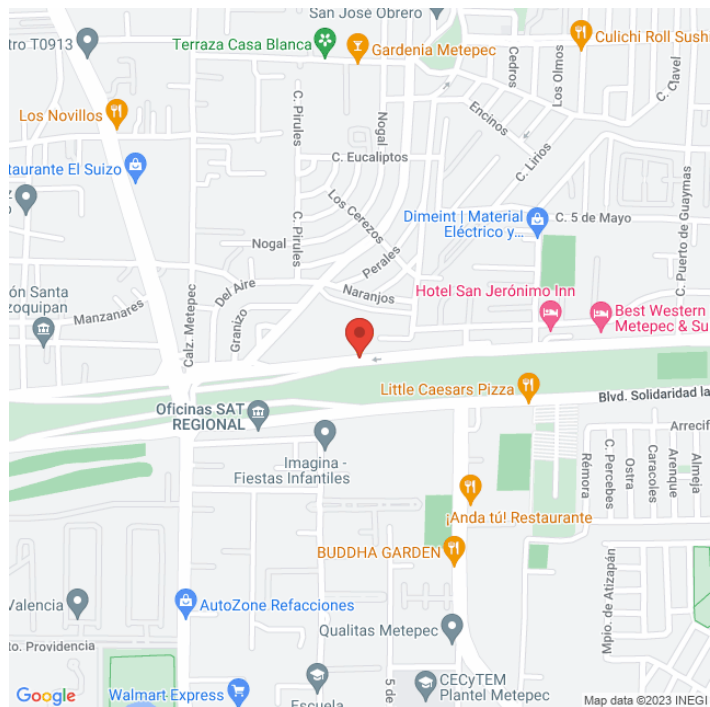 San José Obrero
tro T0913
Terraza Casa Blanca
Gardenia Metepec
Culichi Roll Sushi
Cedros
Los Olmos
C. Clavel
Los Novillos
C. Pirules
Nogal
Encinos
C. Eucaliptos
C. Lirios
taurante El Suizo
Los Cerezos
Dimeint | Material
Eléctrico y...
C. 5 de Mayo
C. Puerto de Guaymas
Nogal
C. Pirules
Perales
Del Aire
Naranjos
Hotel San Jerónimo Inn
ón Santa
zoquipan
Manzanares
Granizo
Calz. Metepec
Best Western
Metepec & Su
Little Caesars Pizza
Blvd. Solidaridad la
Oficinas SAT
REGIONAL
Arrecif
Imagina -
Fiestas Infantiles
Rémora
C. Percebes
Ostra
Caracoles
Arenque
Almeja
¡Anda tú! Restaurante
BUDDHA GARDEN
Valencia
AutoZone Refacciones
Mpio. de Atizapán
Qualitas Metepec
to. Providencia
5 de
CECyTEM
Plantel Metepec
Walmart Express
Escuela
Google
Map data ©2023 INEGI